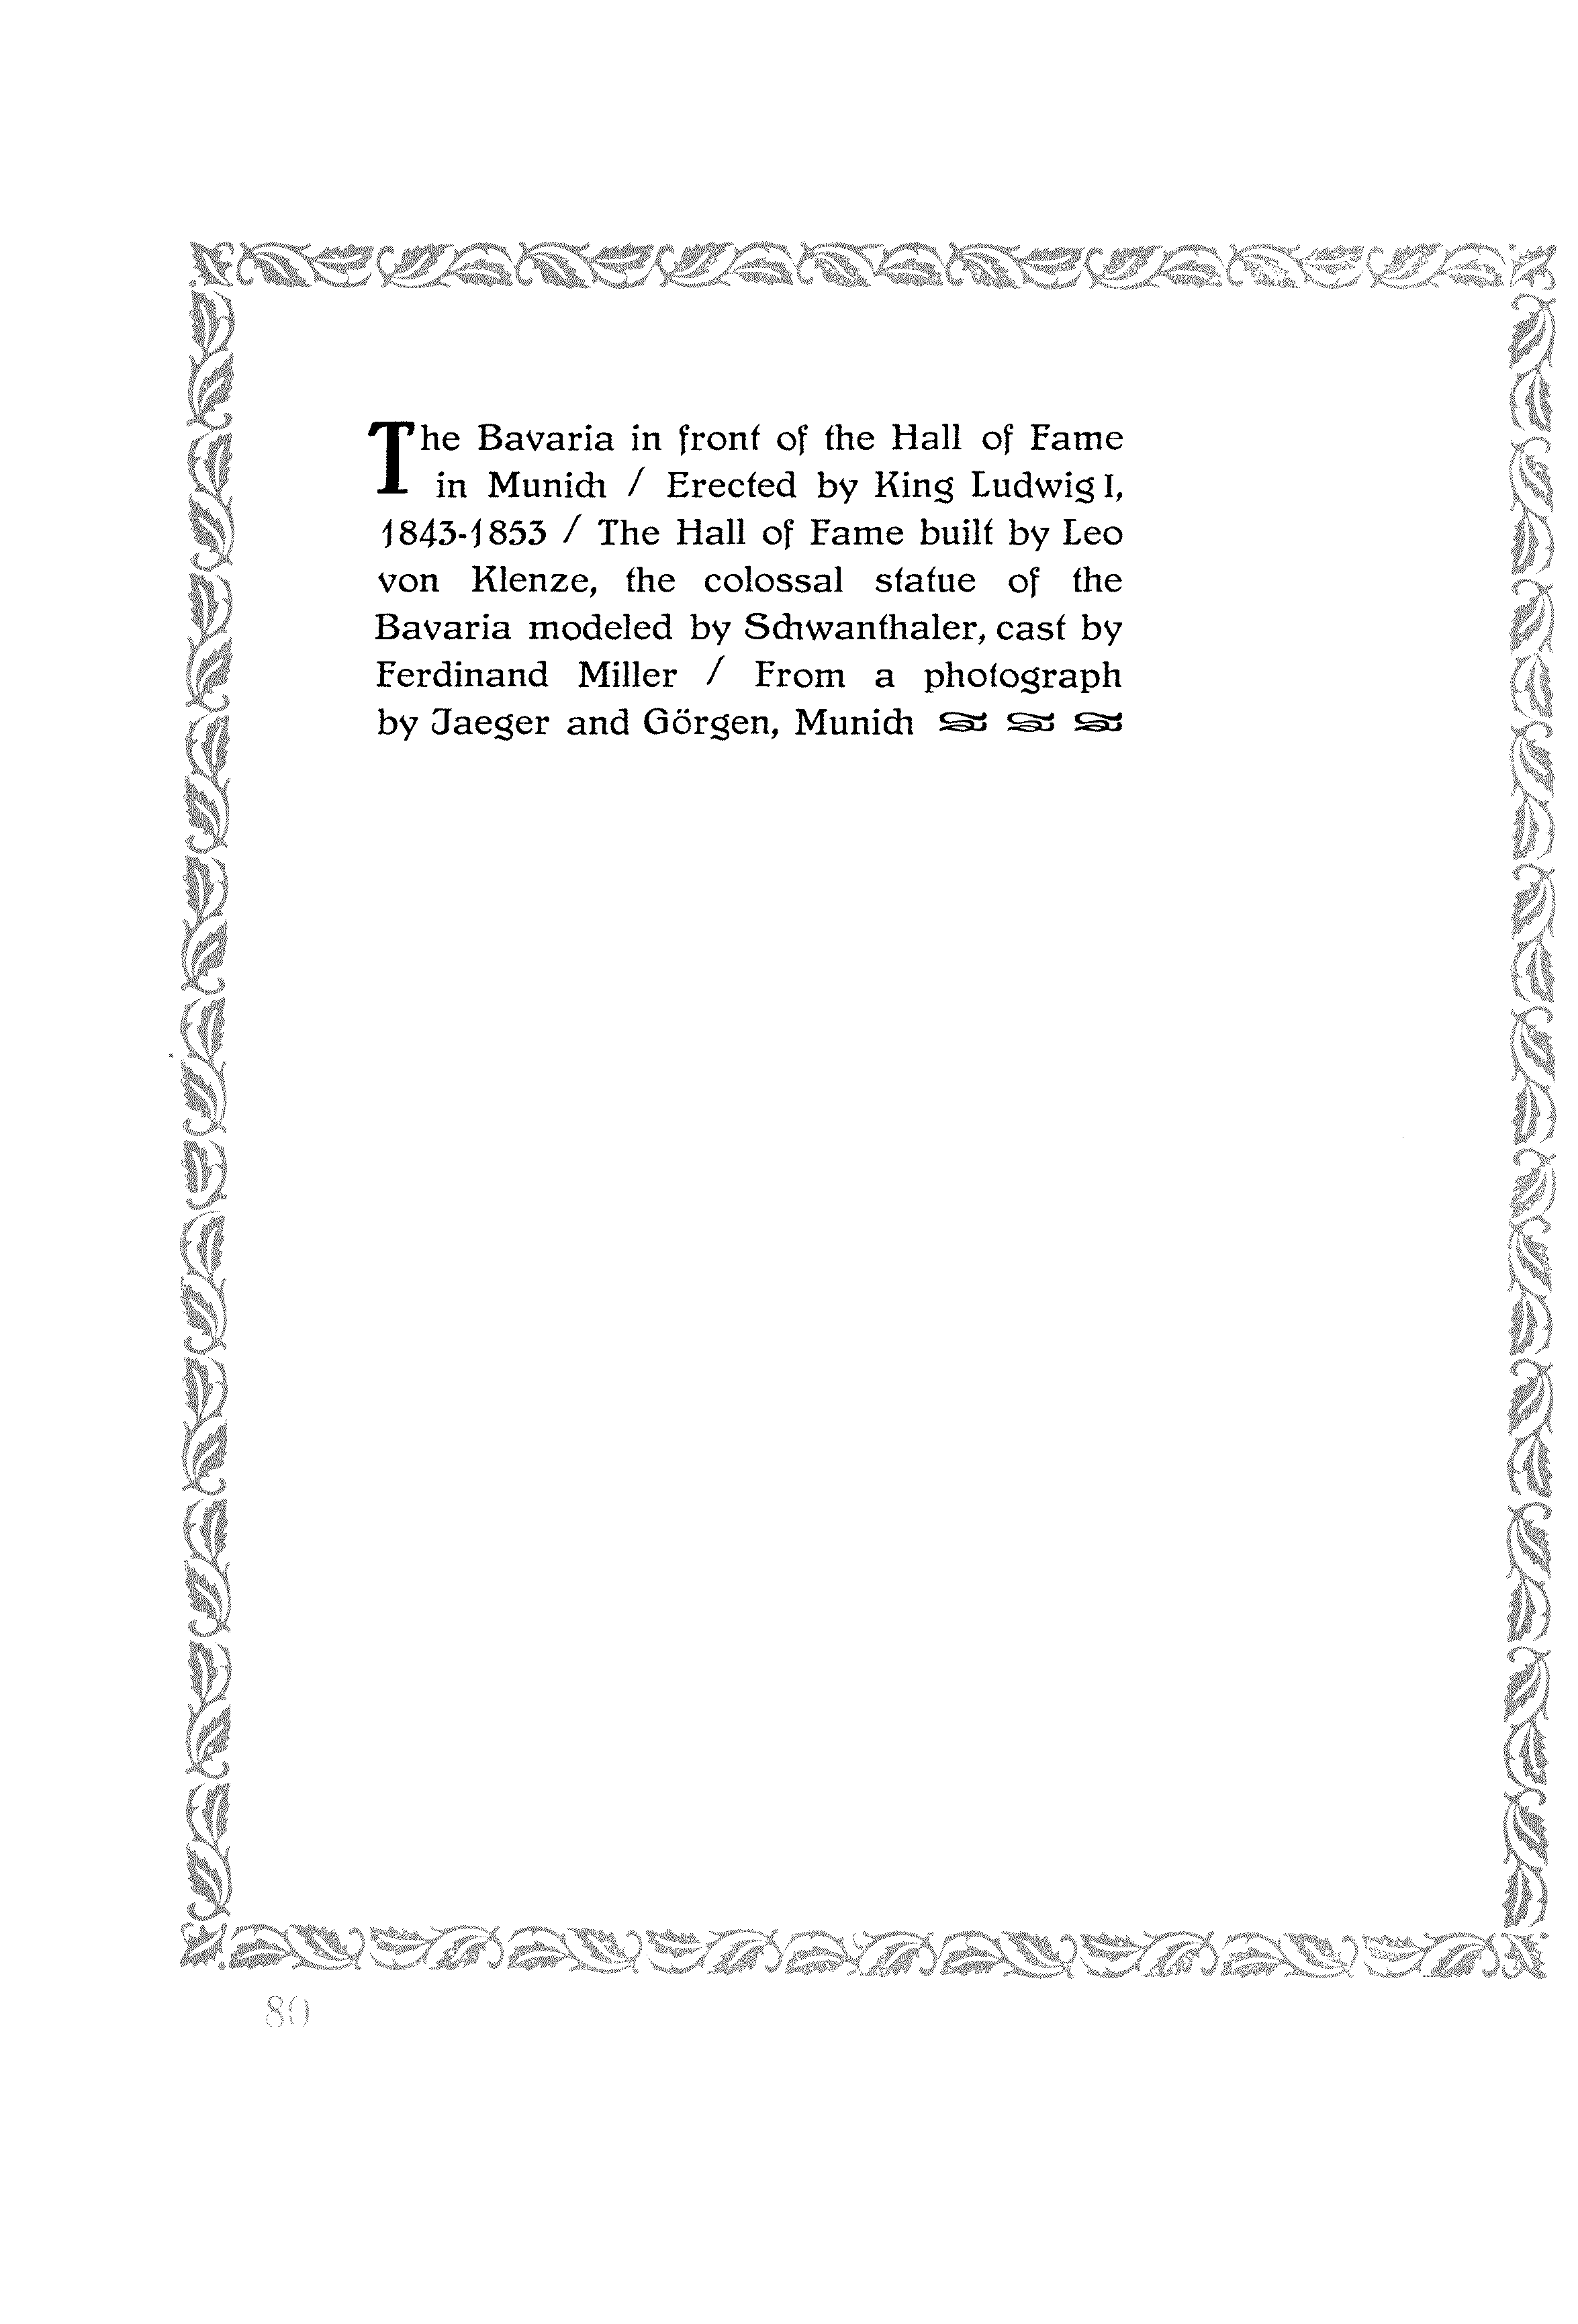 The Bavaria in front of the Hall of Fame
in Munich / Erected by King Ludwig I,
1843-1853 / The Hall of Fame built by Leo
von Klenze, the colossal statue of the
Bavaria modeled by Schwanthaler, cast by
Ferdinand Miller / From a photograph
by Jaeger and Görgen, Munich
80